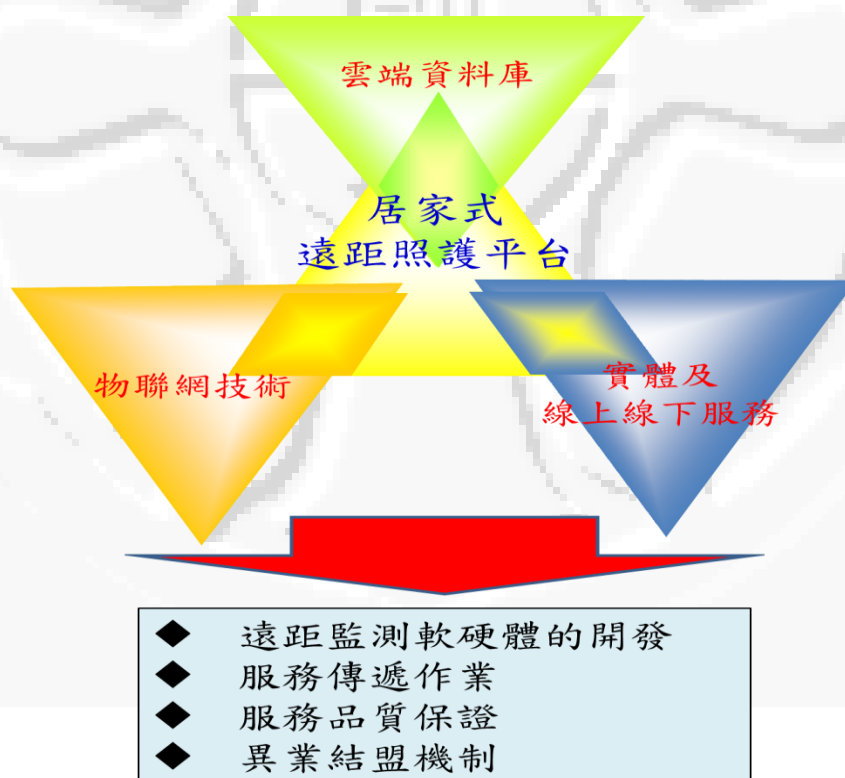 雲端資料庫
居家式
遠距照護平台
物聯網技術
實體及
線上線下服務
◆ 遠距監測軟硬體的開發
◆ 服務傳遞作業
◆ 服務品質保證
◆ 異業結盟機制